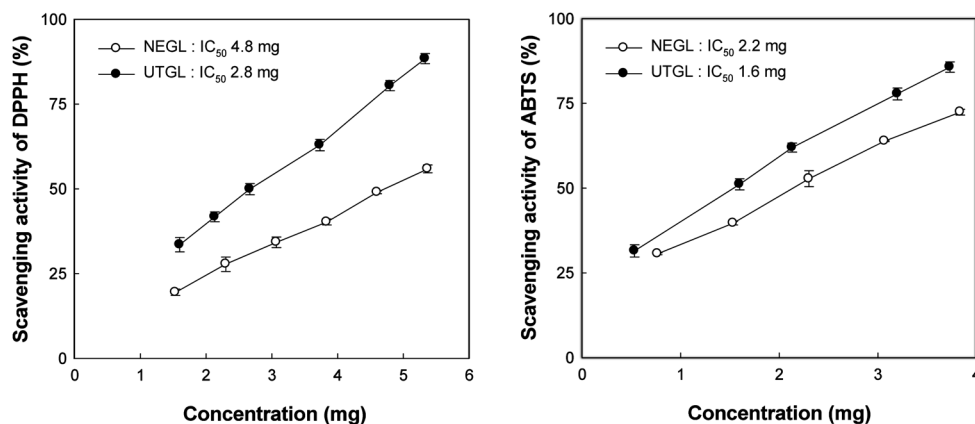 Scavenging activity of DPPH (%)
100
75
50
25
0
NEGL : IC50 4.8 mg
UTGL : IC50 2.8 mg
0 1 2 3 4 5 6
Concentration (mg)
Scavenging activity of ABTS (%)
100
75
50
25
0
NEGL : IC50 2.2 mg
UTGL : IC50 1.6 mg
0 1 2 3 4
Concentration (mg)